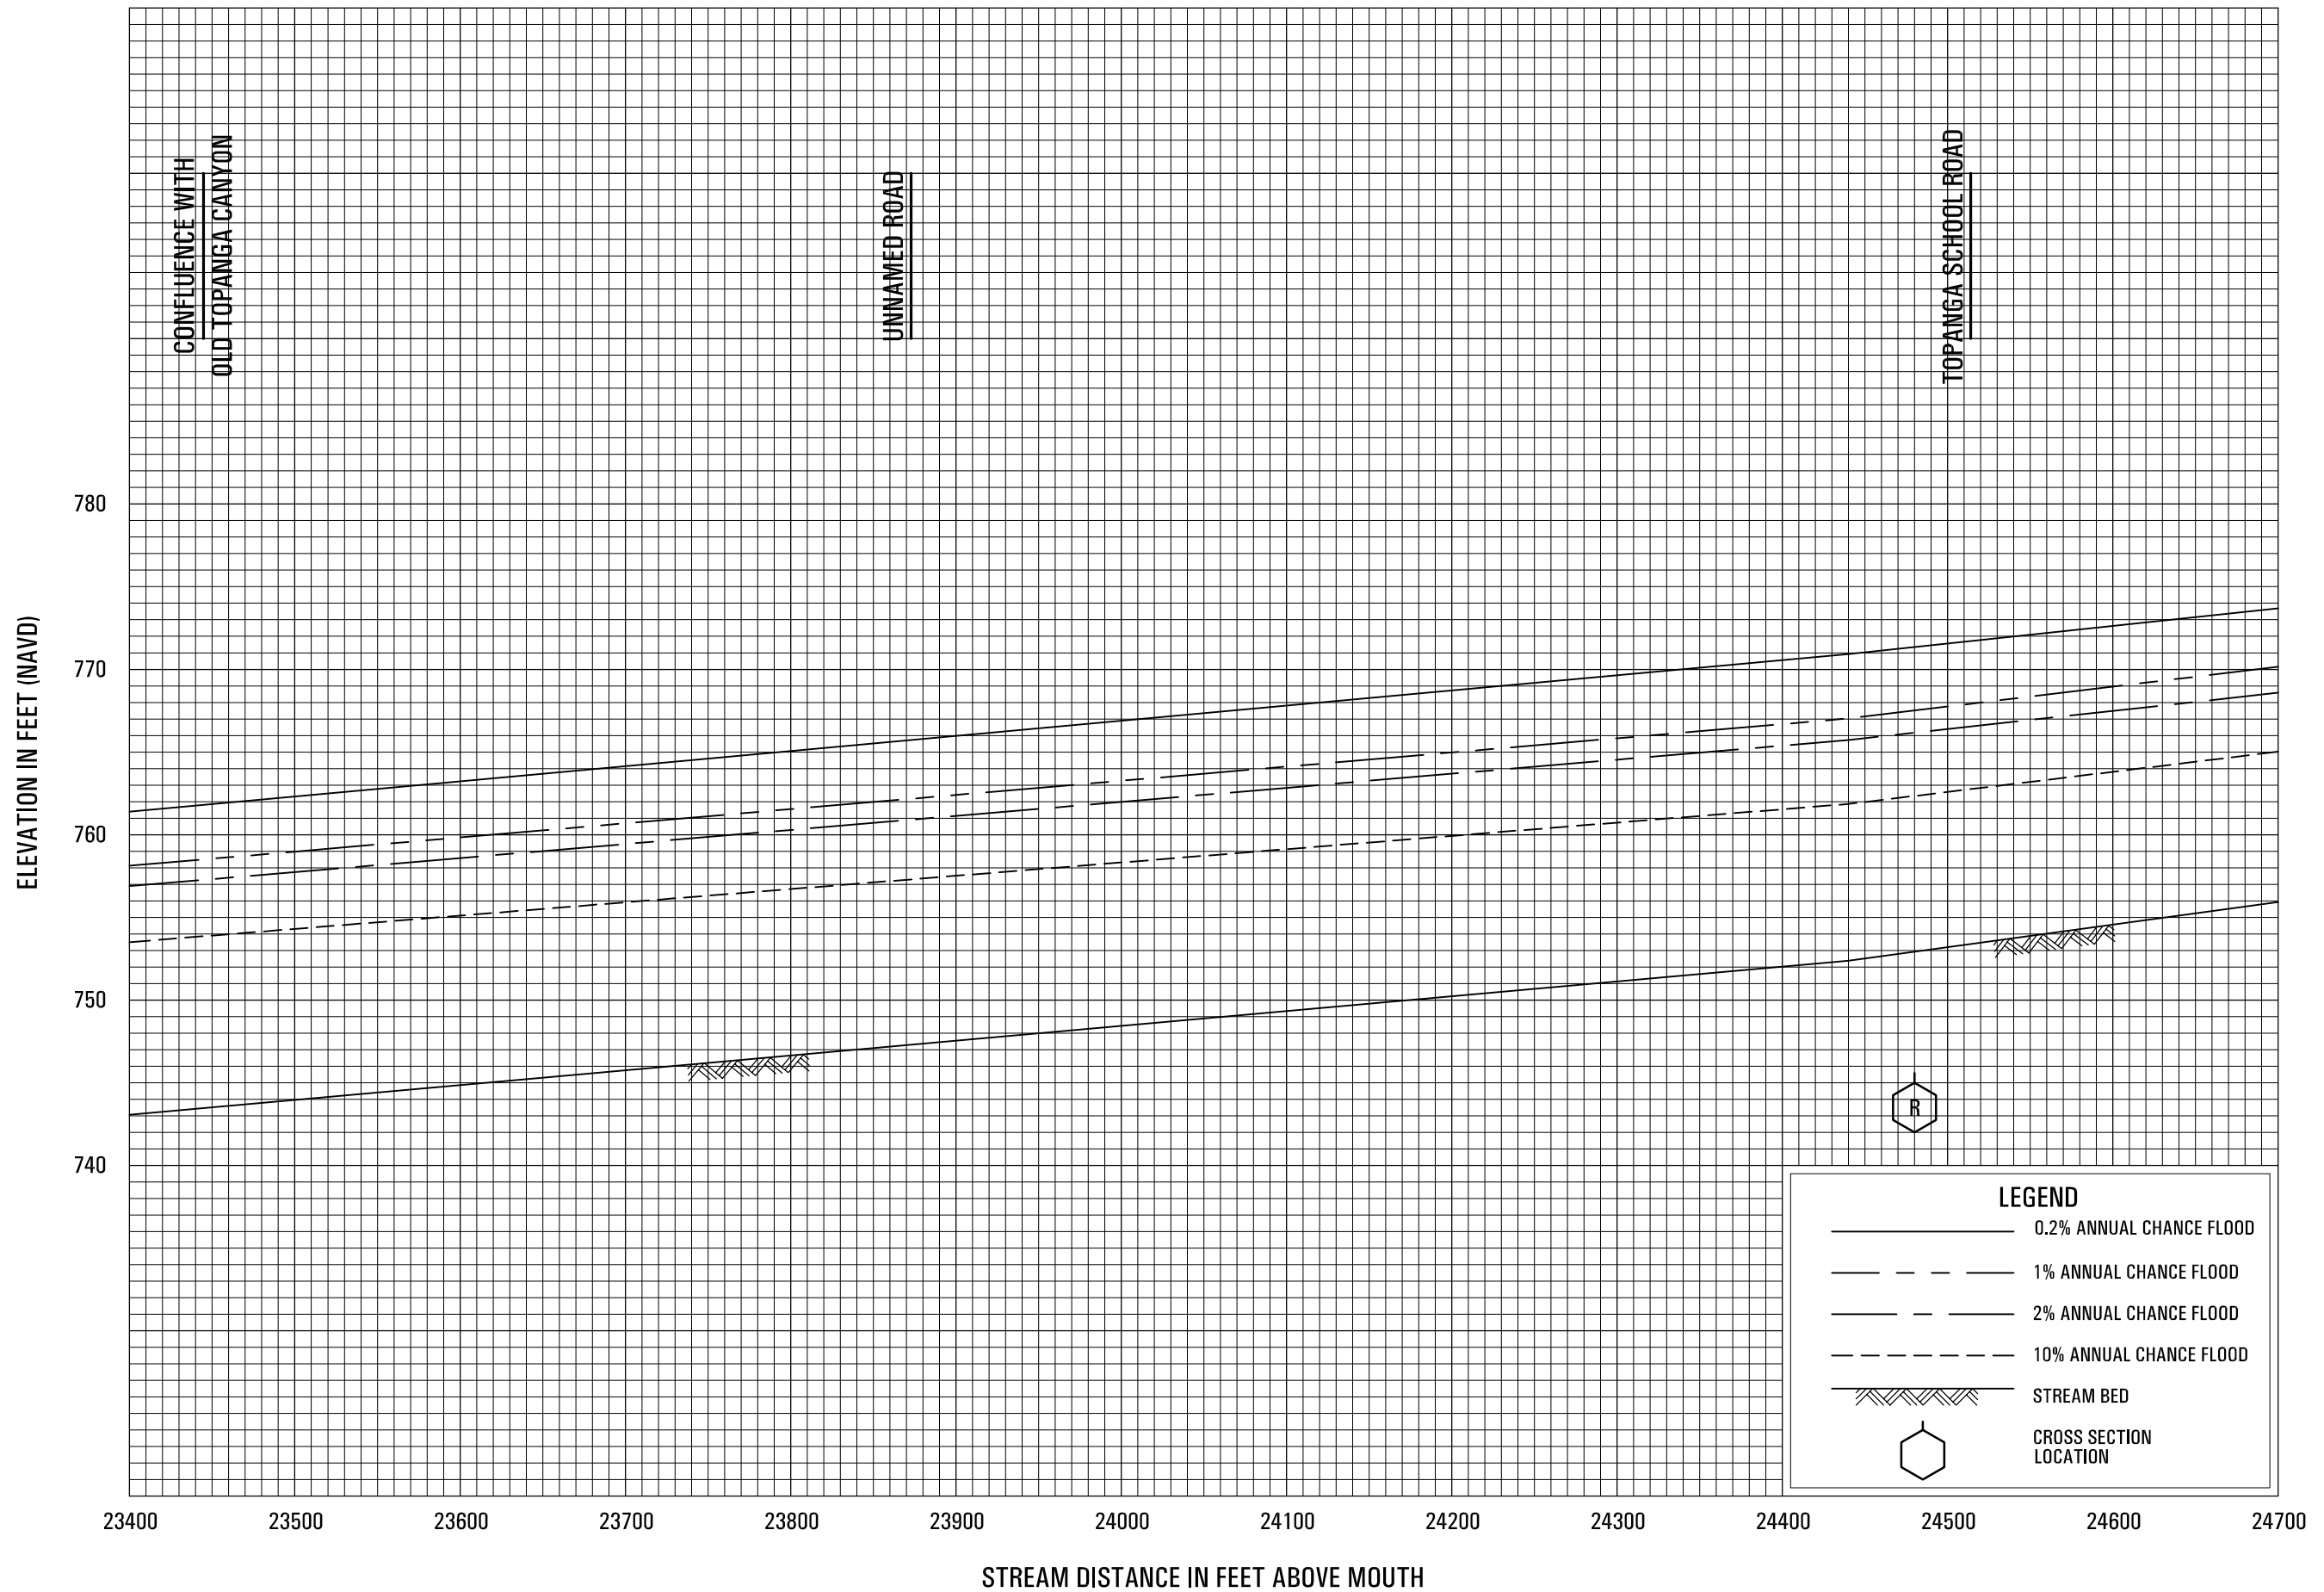 CONFLUENCE WITH
OLD TOPANGA CANYON
UNNAMED ROAD
TOPANGA SCHOOL ROAD
ELEVATION IN FEET (NAVD)
780
770
760
750
740
R
LEGEND
0.2% ANNUAL CHANCE FLOOD
1% ANNUAL CHANCE FLOOD
2% ANNUAL CHANCE FLOOD
10% ANNUAL CHANCE FLOOD
STREAM BED
CROSS SECTION
LOCATION
23400 23500 23600 23700 23800 23900 24000 24100 24200 24300 24400 24500 24600 24700
STREAM DISTANCE IN FEET ABOVE MOUTH